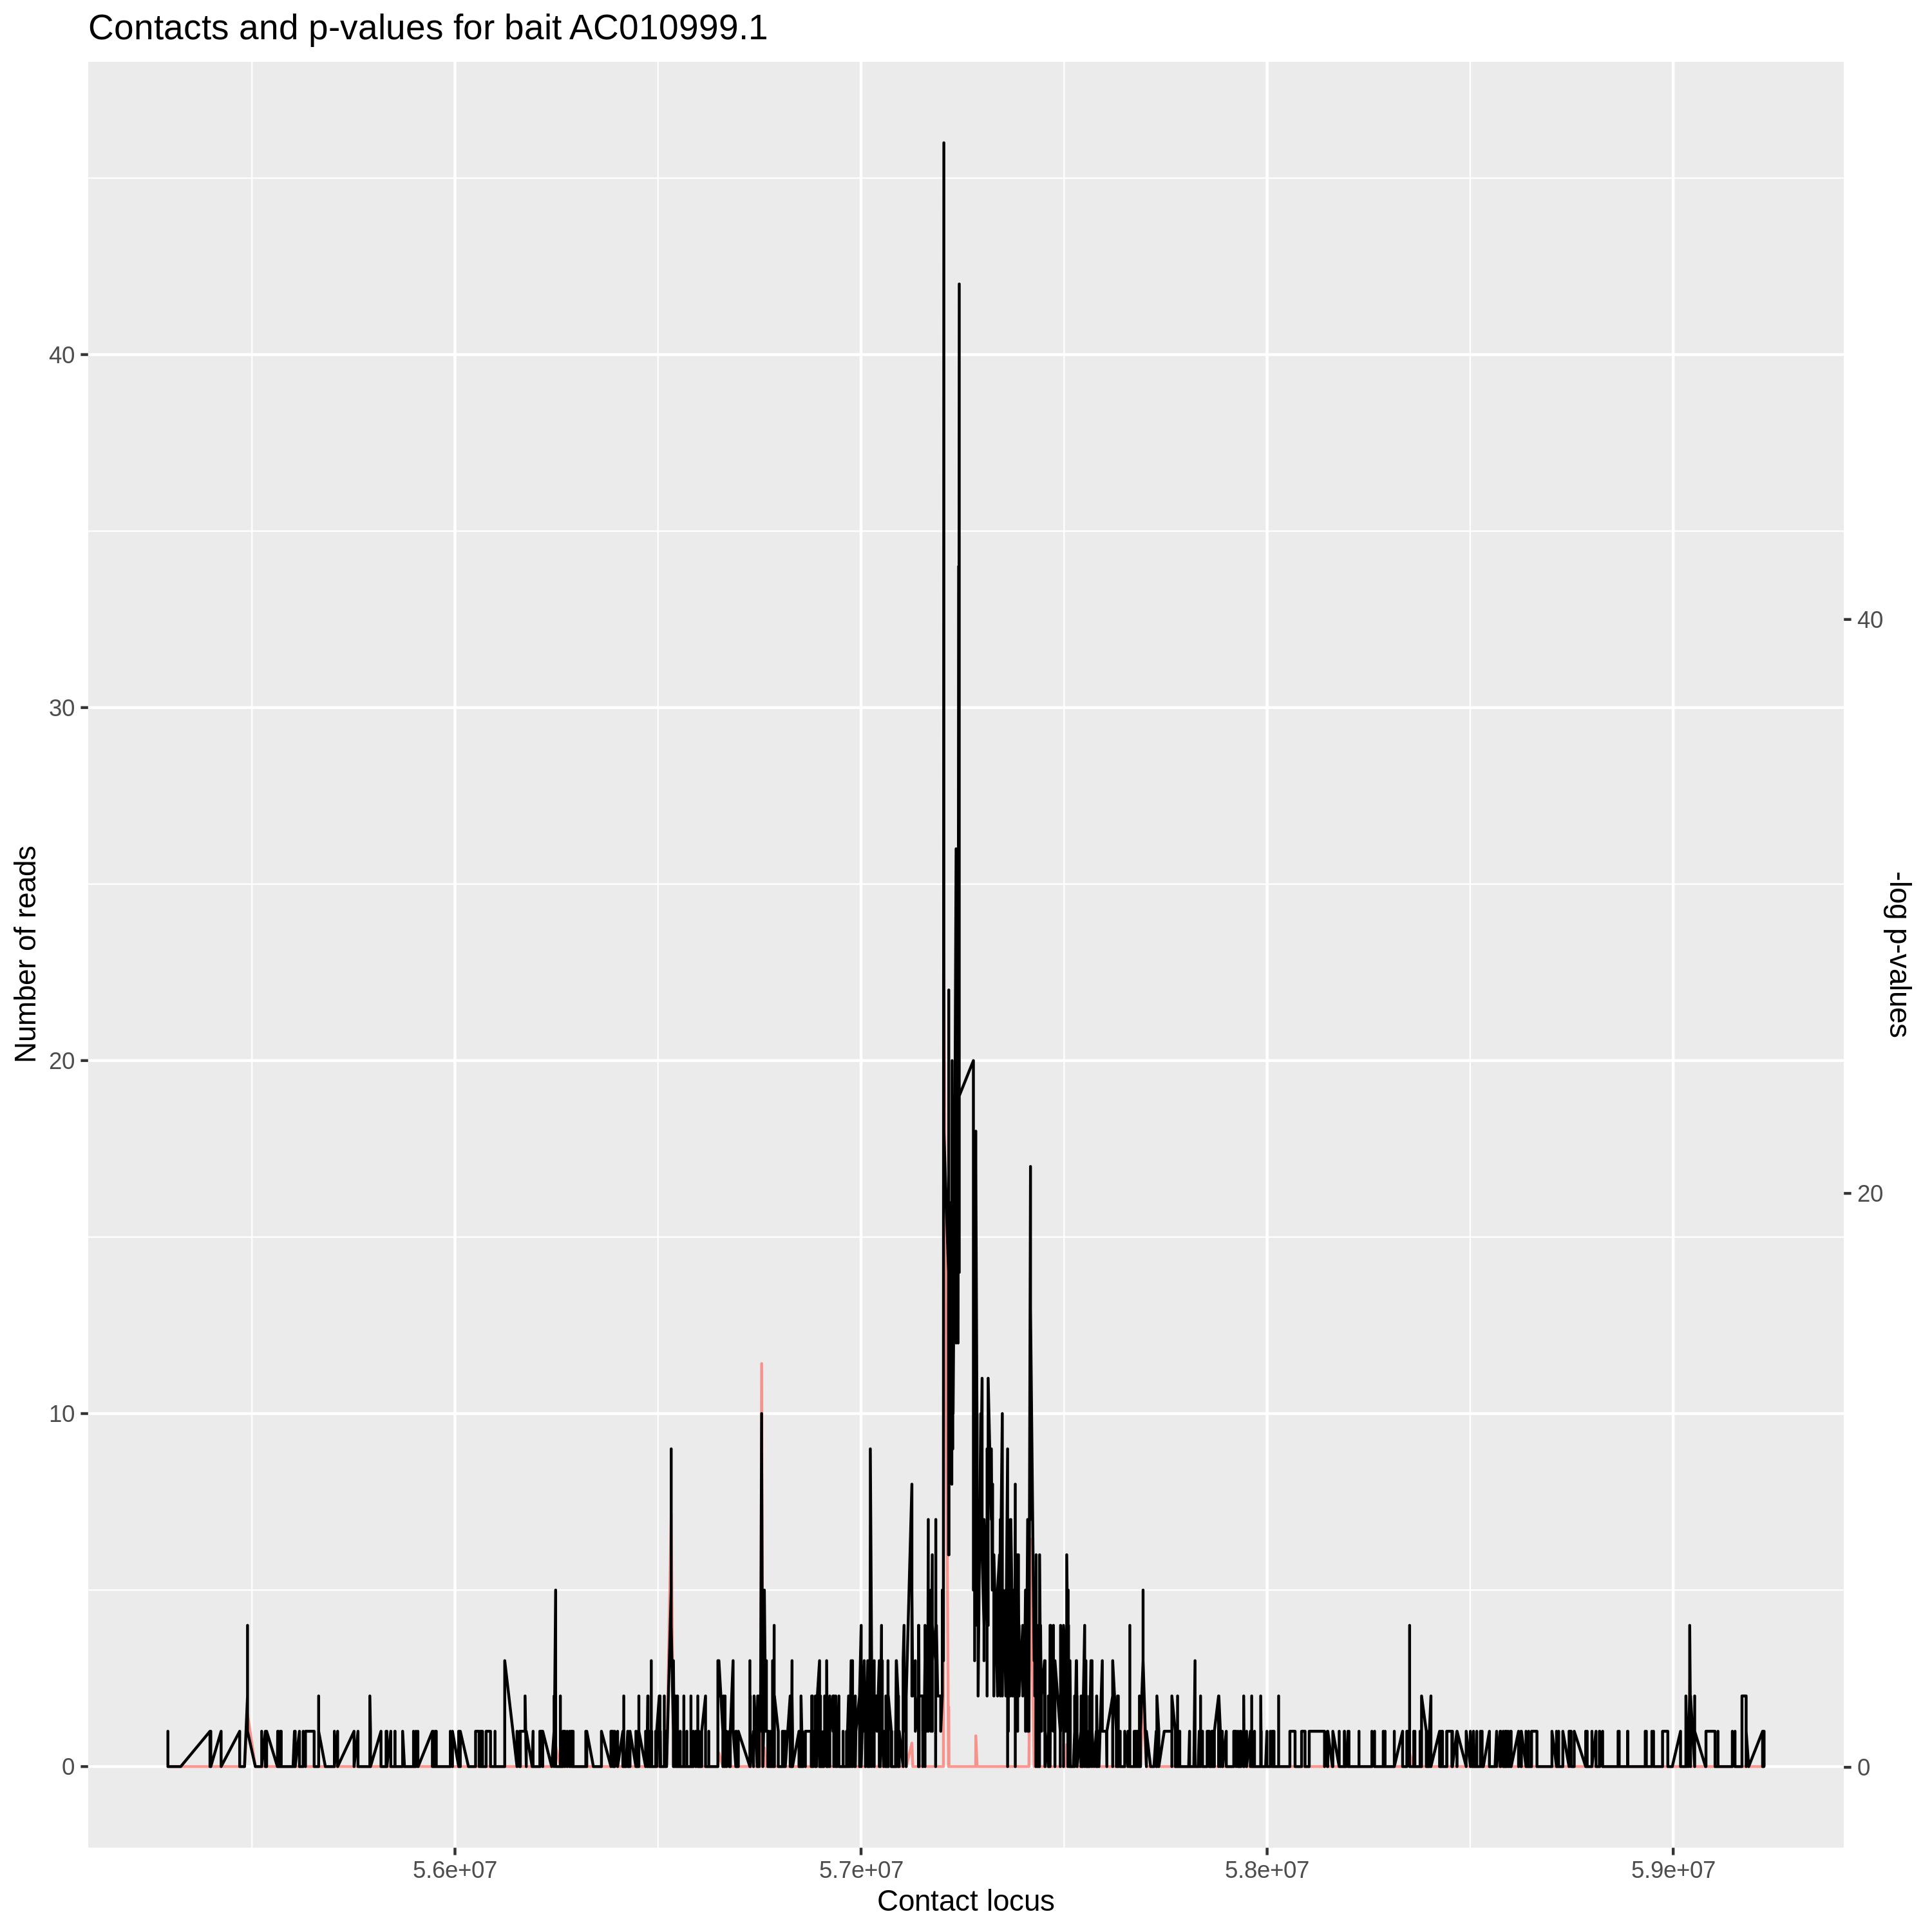 Contacts and p-values for bait AC010999.1
40
30
20
10
0
Number of reads
40
20
0
-log p-values
5.6e+07 5.7e+07 5.8e+07 5.9e+07
Contact locus